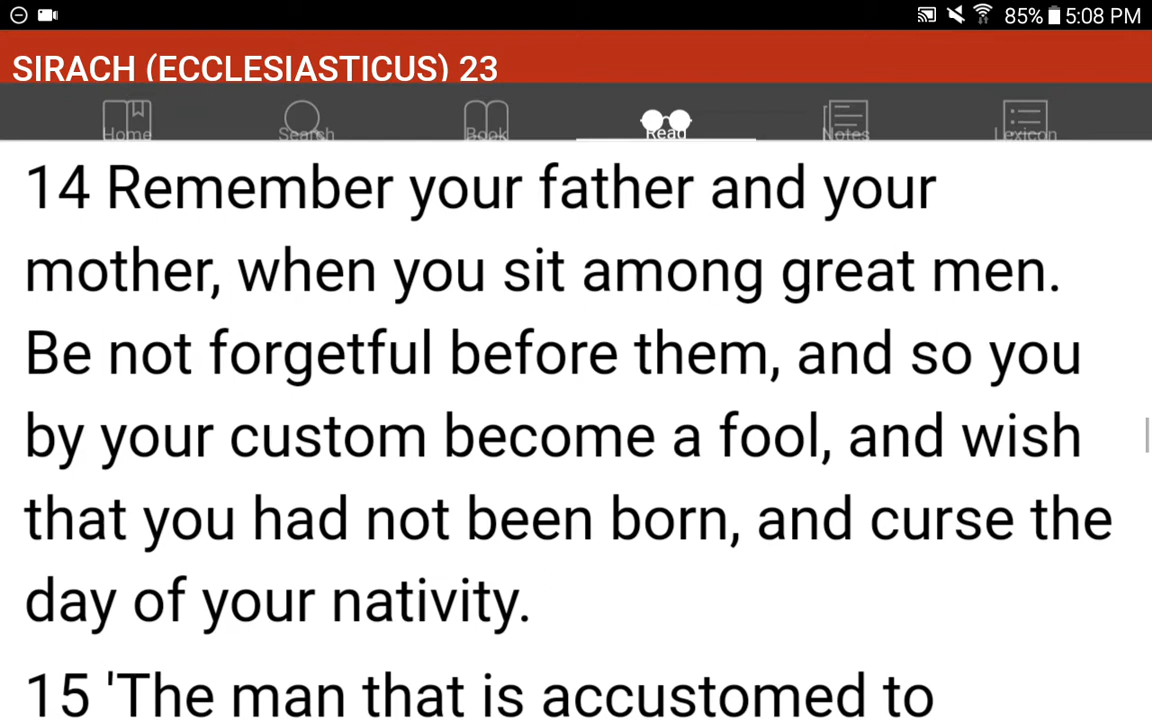 85% 5:08 PM
SIRACH (ECCLESIASTICUS) 23
Home Search Book Read Notes Lexicon
14 Remember your father and your
mother, when you sit among great men.
Be not forgetful before them, and so you
by your custom become a fool, and wish
that you had not been born, and curse the
day of your nativity.
15 'The man that is accustomed to